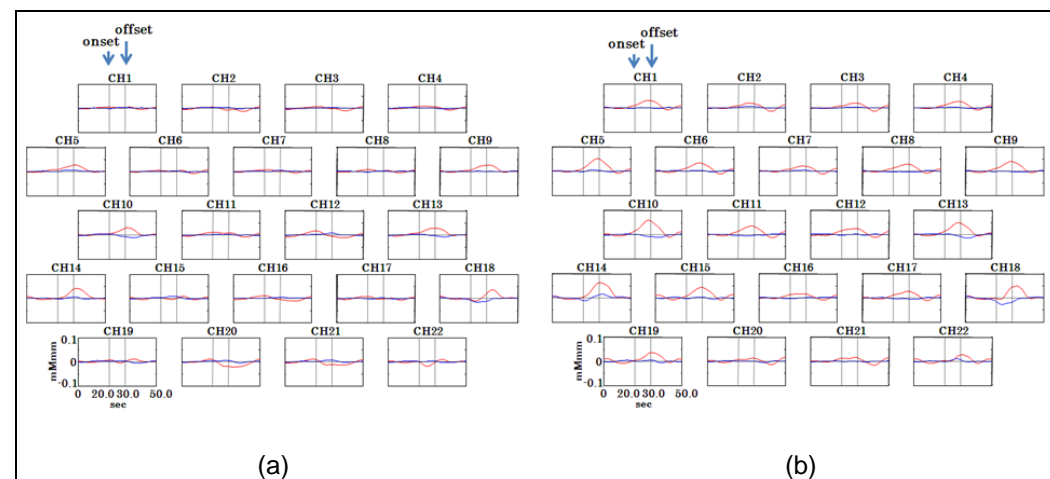 offset
onset
CH1 CH2 CH3 CH4
CH5 CH6 CH7 CH8 CH9
CH10 CH11 CH12 CH13
CH14 CH15 CH16 CH17 CH18
CH19 CH20 CH21 CH22
0.1
0
-0.1
mMmm
0 20.0 30.0 50.0
sec
(a)
offset
onset
CH1 CH2 CH3 CH4
CH5 CH6 CH7 CH8 CH9
CH10 CH11 CH12 CH13
CH14 CH15 CH16 CH17 CH18
CH19 CH20 CH21 CH22
0.1
0
-0.1
mMmm
0 20.0 30.0 50.0
sec
(b)